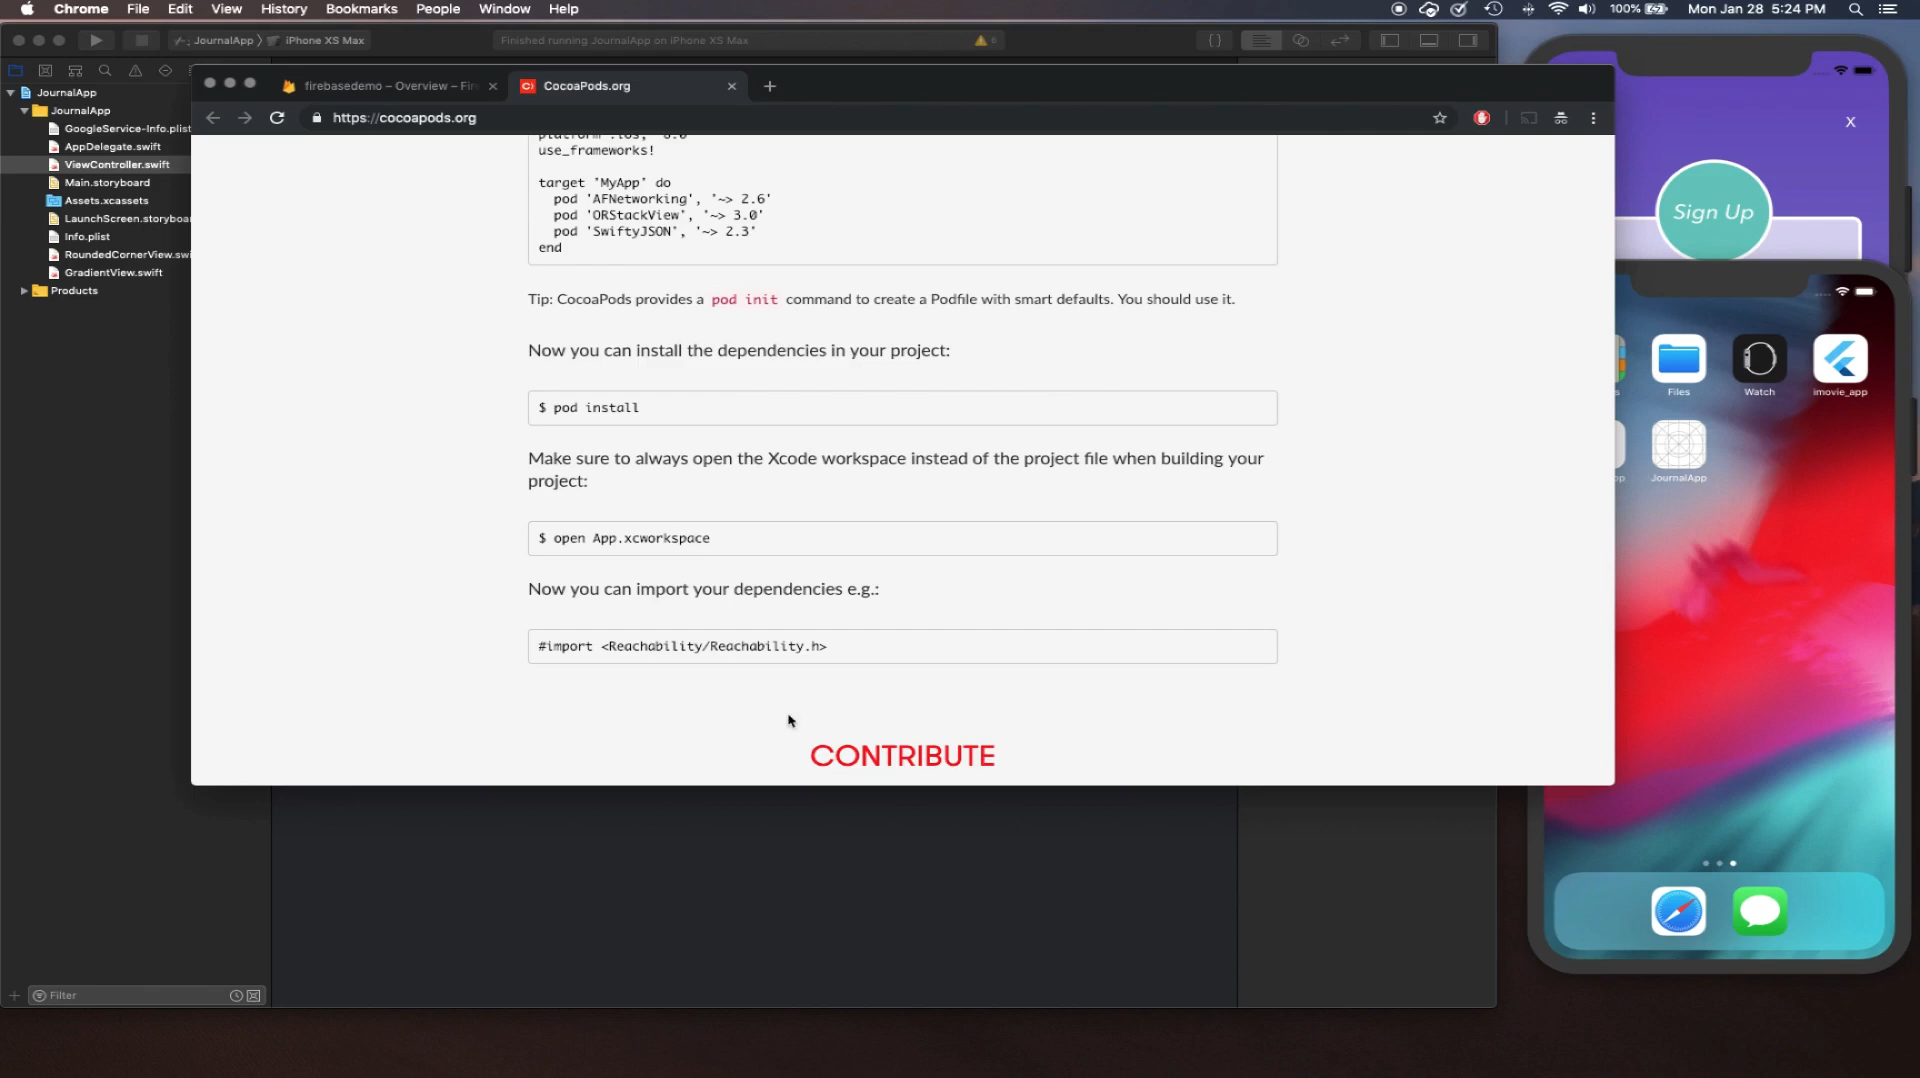 Chrome File Edit View History Bookmarks People Window Help
100% Mon Jan 28 5:24 PM
JournalApp
iPhone XS Max
Finished running JournalApp on iPhone XS Max
JournalApp
JournalApp
GoogleService-Info.plist
AppDelegate.swift
ViewController.swift
Main.storyboard
Assets.xcassets
LaunchScreen.storyboa
Info.plist
RoundedCornerView.swi
GradientView.swift
Products
Filter
firebasedemo – Overview – Fir
CocoaPods.org
https://cocoapods.org
use_frameworks!
target 'MyApp' do
pod 'AFNetworking', '~> 2.6'
pod 'ORStackView', '~> 3.0'
pod 'SwiftyJSON', '~> 2.3'
end
Tip: CocoaPods provides a pod init command to create a Podfile with smart defaults. You should use it.
Now you can install the dependencies in your project:
$ pod install
Make sure to always open the Xcode workspace instead of the project file when building your
project:
$ open App.xcworkspace
Now you can import your dependencies e.g.:
#import <Reachability/Reachability.h>
CONTRIBUTE
X
Sign Up
Files
Watch
imovie_app
JournalApp